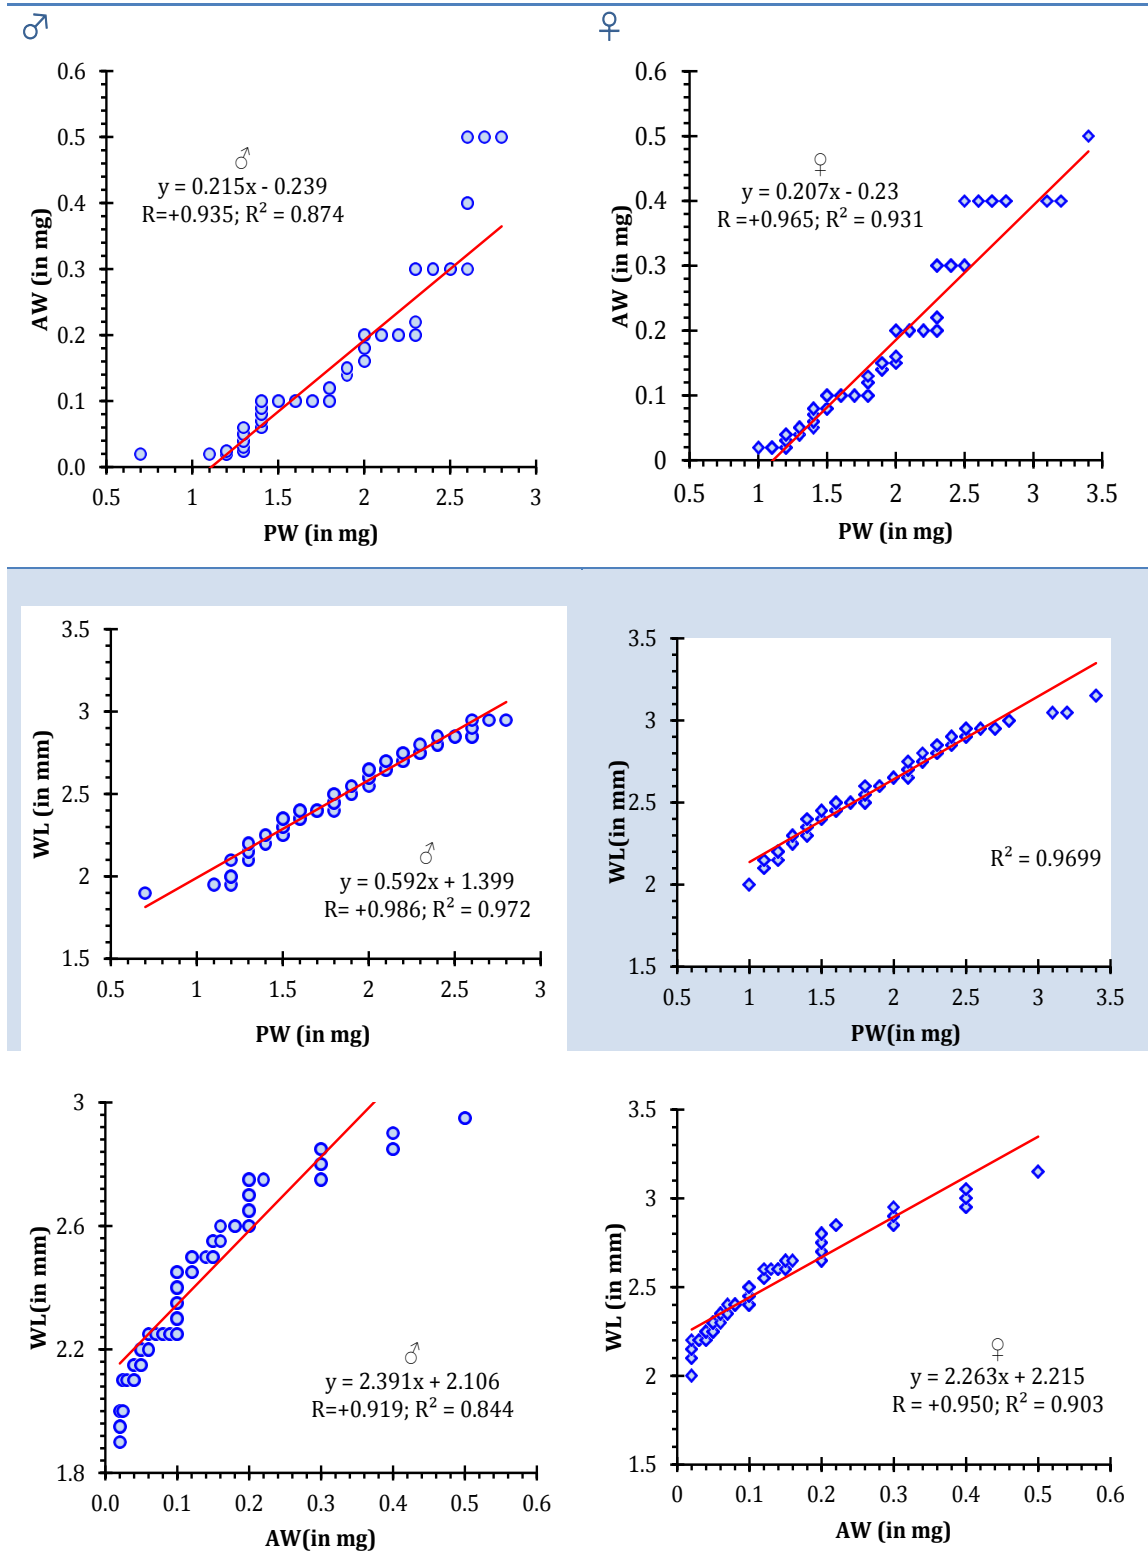 ♂ ♀
0.6
0.5
0.4
0.3
0.2
0.1
0.0
AW (in mg)
♂
y = 0.215x - 0.239
R=+0.935; R² = 0.874
0.5 1 1.5 2 2.5 3
PW (in mg)
0.6
0.5
0.4
0.3
0.2
0.1
0
AW (in mg)
♀
y = 0.207x - 0.23
R =+0.965; R² = 0.931
0.5 1 1.5 2 2.5 3 3.5
PW (in mg)
3.5
3
2.5
2
1.5
WL (in mm)
♂
y = 0.592x + 1.399
R= +0.986; R² = 0.972
0.5 1 1.5 2 2.5 3
PW (in mg)
3.5
3
2.5
2
1.5
WL(in mm)
R² = 0.9699
0.5 1 1.5 2 2.5 3 3.5
PW(in mg)
3
2.6
2.2
1.8
WL(in mm)
♂
y = 2.391x + 2.106
R=+0.919; R² = 0.844
0.0 0.1 0.2 0.3 0.4 0.5 0.6
AW(in mg)
3.5
3
2.5
2
1.5
WL (in mm)
♀
y = 2.263x + 2.215
R = +0.950; R² = 0.903
0 0.1 0.2 0.3 0.4 0.5 0.6
AW (in mg)